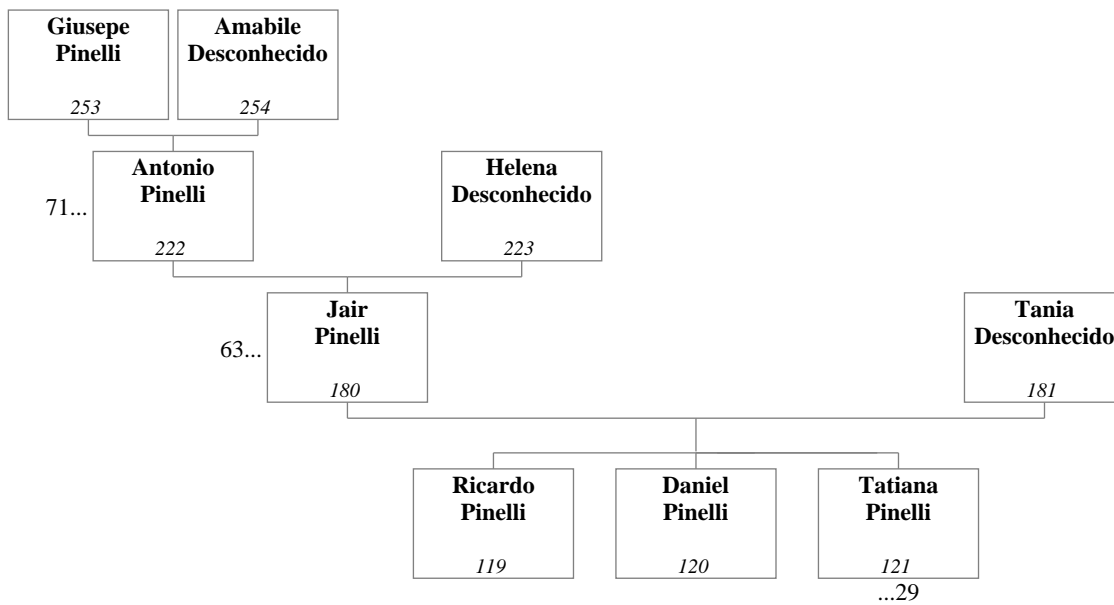 Giusepe
Pinelli
253
Amabile
Desconhecido
254
71...
Antonio
Pinelli
222
Helena
Desconhecido
223
63...
Jair
Pinelli
180
Tania
Desconhecido
181
Ricardo
Pinelli
119
Daniel
Pinelli
120
Tatiana
Pinelli
121
...29